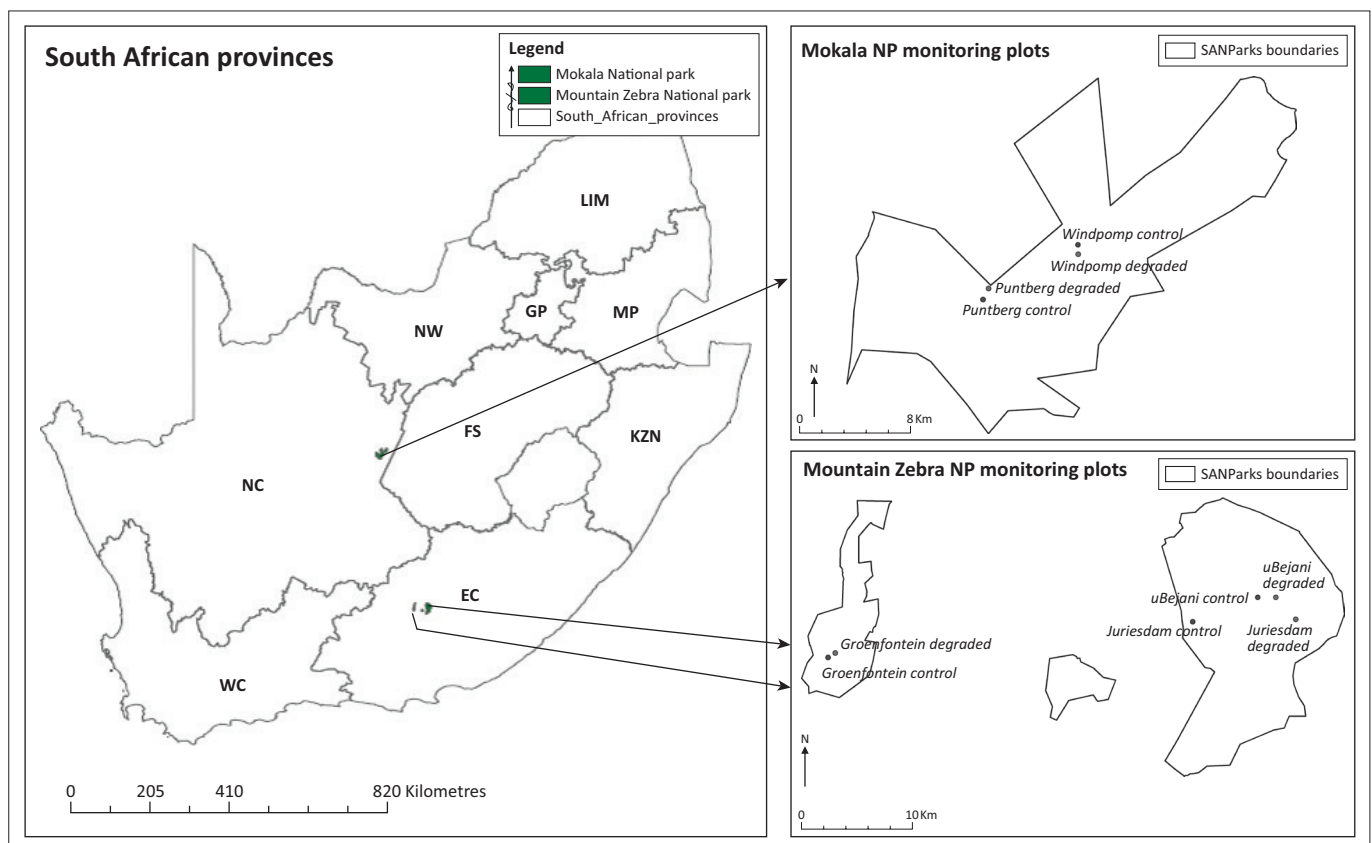 South African provinces
Legend
Mokala National park
Mountain Zebra National park
South_African_provinces
LIM
NW
GP
MP
FS
KZN
NC
EC
WC
0 205 410 820 Kilometres
Mokala NP monitoring plots
SANParks boundaries
Windpomp control
Windpomp degraded
Puntberg degraded
Puntberg control
N
0 8 Km
Mountain Zebra NP monitoring plots
SANParks boundaries
uBejani
degraded
uBejani control
Juriesdam control
Juriesdam
degraded
Groenfontein degraded
Groenfontein control
N
0 10 Km